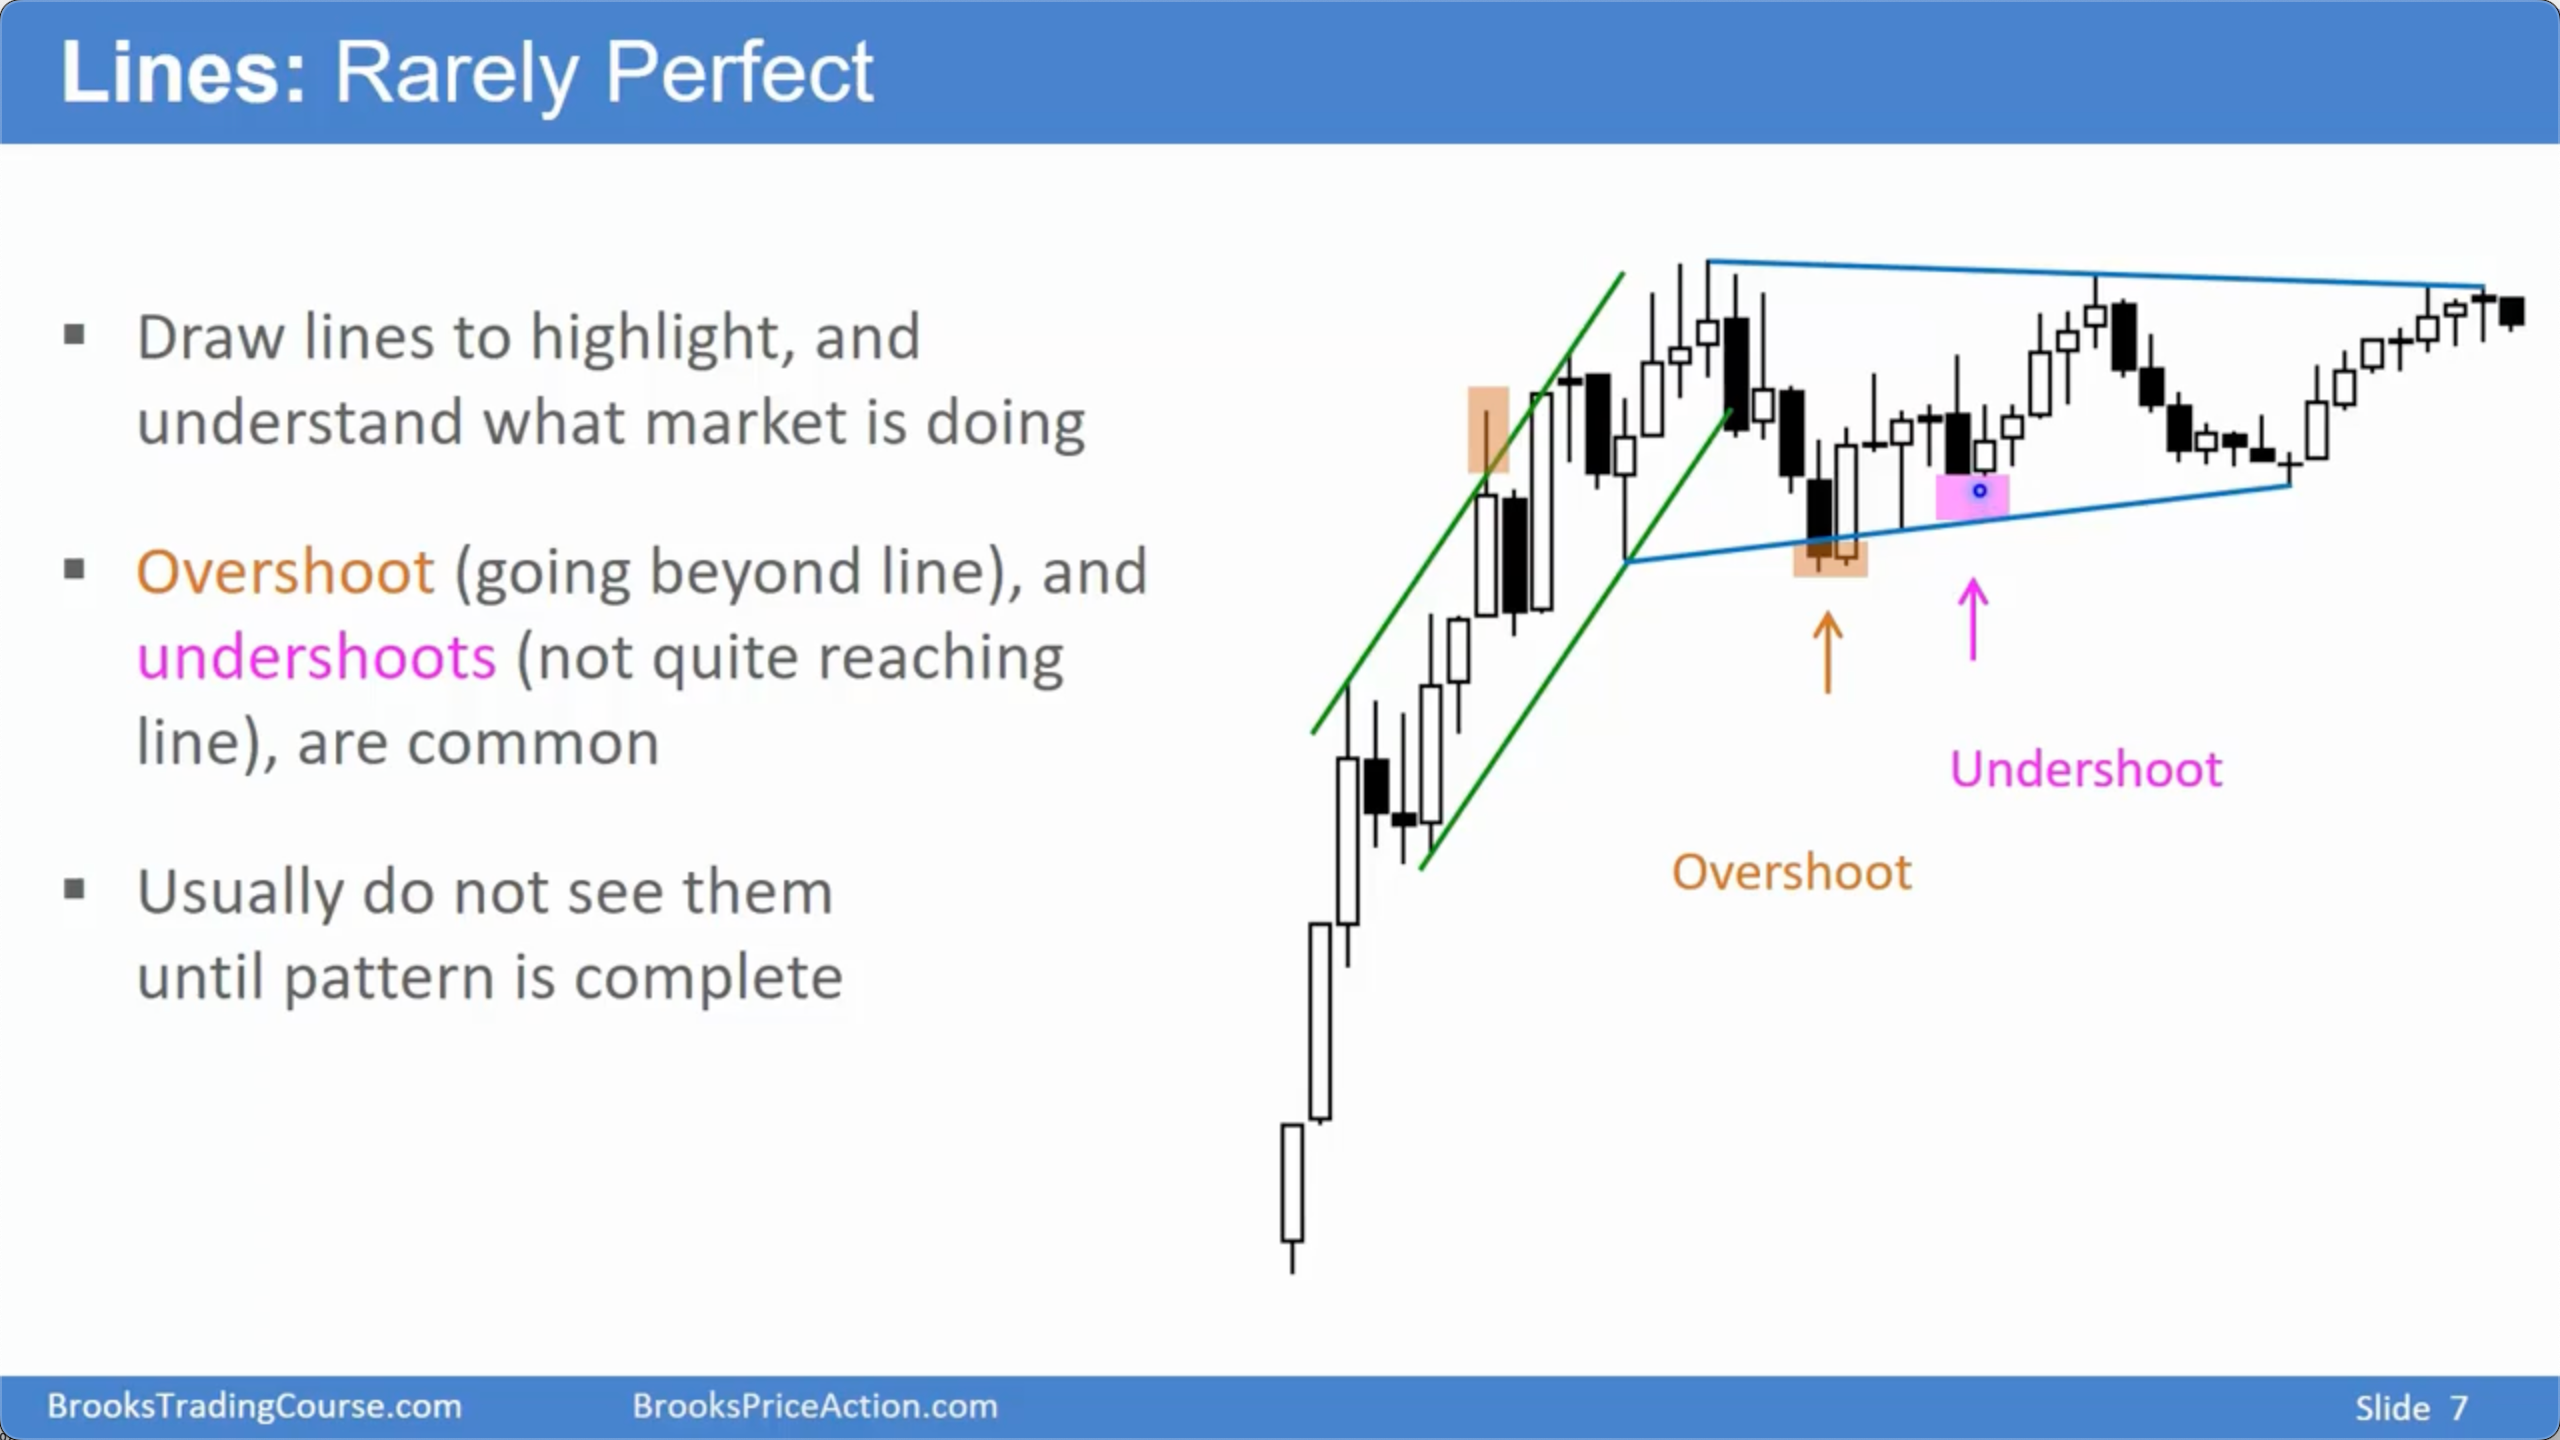 Lines: Rarely Perfect
Draw lines to highlight, and
understand what market is doing
Overshoot (going beyond line), and
undershoots (not quite reaching
line), are common
Usually do not see them
until pattern is complete
Undershoot
Overshoot
BrooksTradingCourse.com
BrooksPriceAction.com
Slide 7